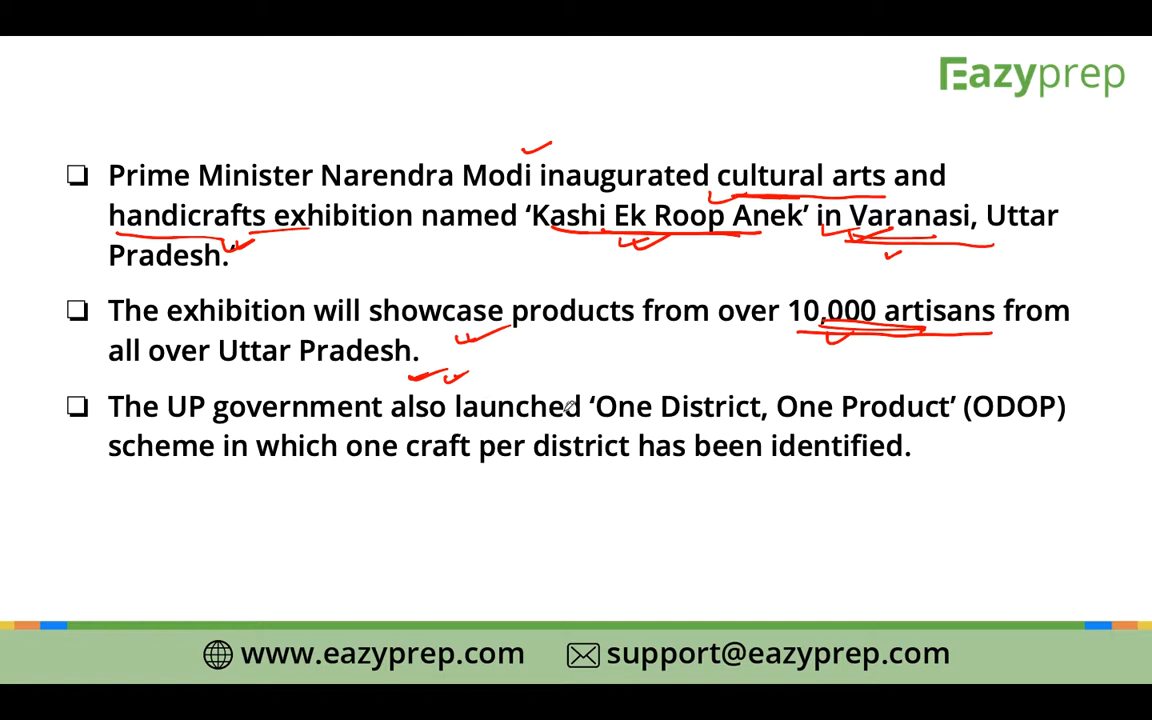 Eazyprep
❏ Prime Minister Narendra Modi inaugurated cultural arts and
handicrafts exhibition named ‘Kashi Ek Roop Anek’ in Varanasi, Uttar
Pradesh.
❏ The exhibition will showcase products from over 10,000 artisans from
all over Uttar Pradesh.
❏ The UP government also launched ‘One District, One Product’ (ODOP)
scheme in which one craft per district has been identified.
www.eazyprep.com support@eazyprep.com